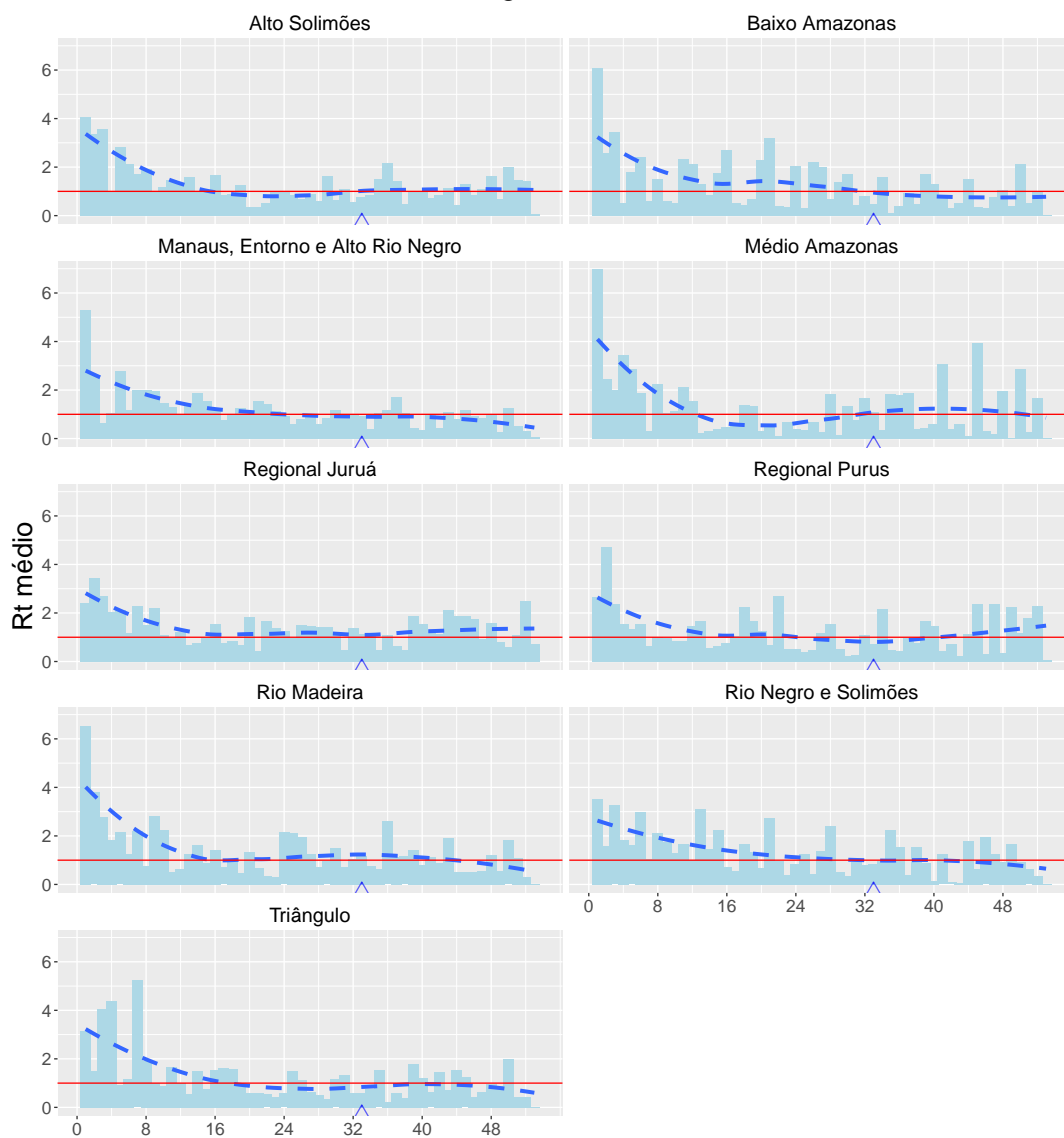 Alto Solimões Baixo Amazonas
6
4
2
0
Manaus, Entorno e Alto Rio Negro Médio Amazonas
6
4
2
0
Regional Juruá Regional Purus
6
4
2
0
Rt médio
Rio Madeira Rio Negro e Solimões
6
4
2
0
0 8 16 24 32 40 48
Triângulo
6
4
2
0
0 8 16 24 32 40 48